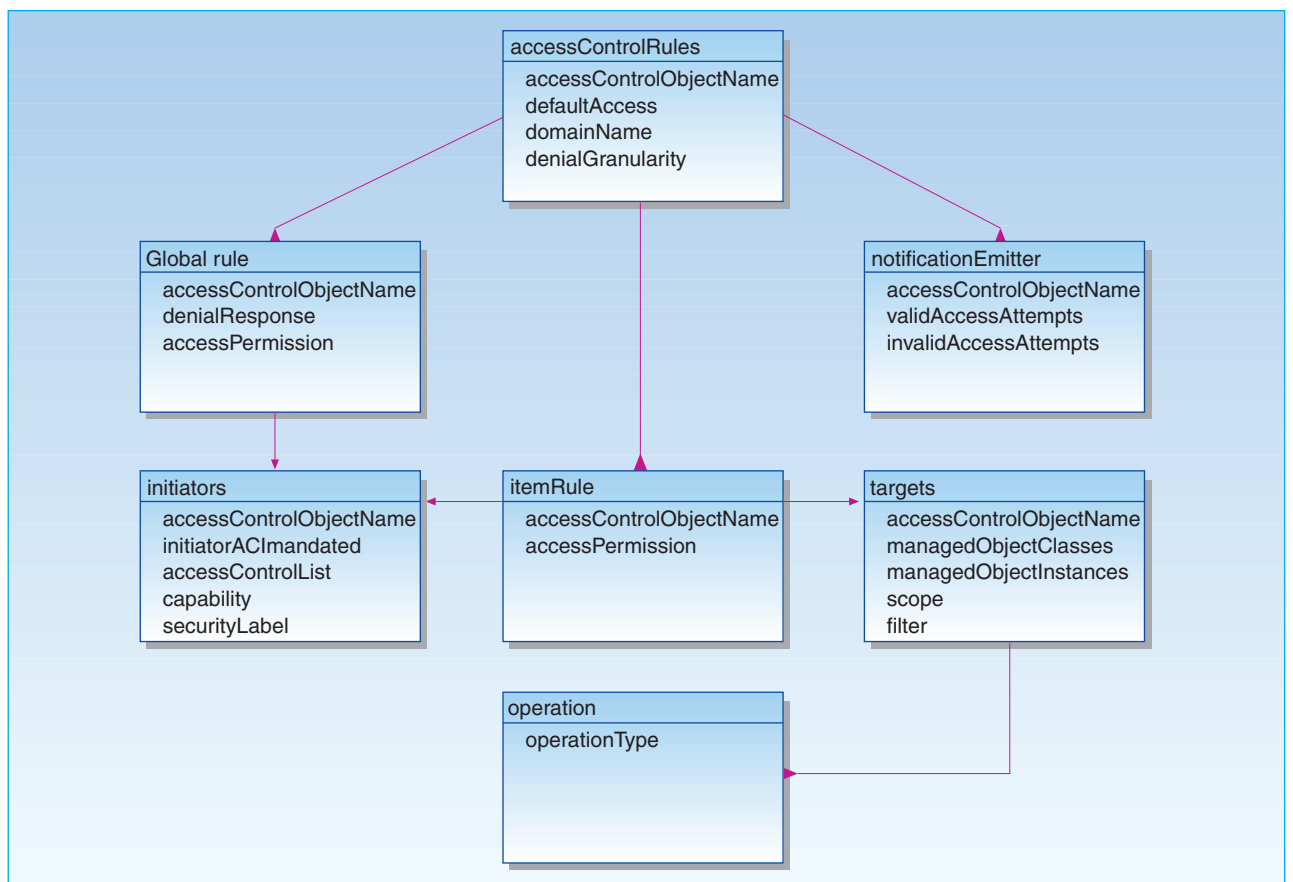 accessControlRules
accessControlObjectName
defaultAccess
domainName
denialGranularity
Global rule
accessControlObjectName
denialResponse
accessPermission
notificationEmitter
accessControlObjectName
validAccessAttempts
invalidAccessAttempts
initiators
accessControlObjectName
initiatorACImandated
accessControlList
capability
securityLabel
itemRule
accessControlObjectName
accessPermission
targets
accessControlObjectName
managedObjectClasses
managedObjectInstances
scope
filter
operation
operationType